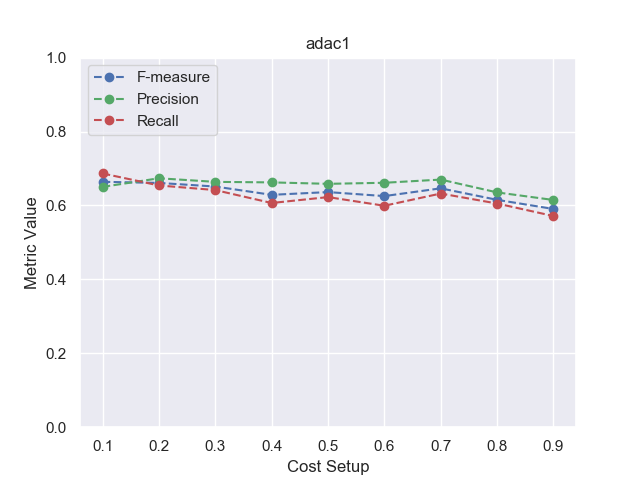 adac1
1.0
0.8
0.6
0.4
0.2
0.0
Metric Value
F-measure
Precision
Recall
0.1 0.2 0.3 0.4 0.5 0.6 0.7 0.8 0.9
Cost Setup